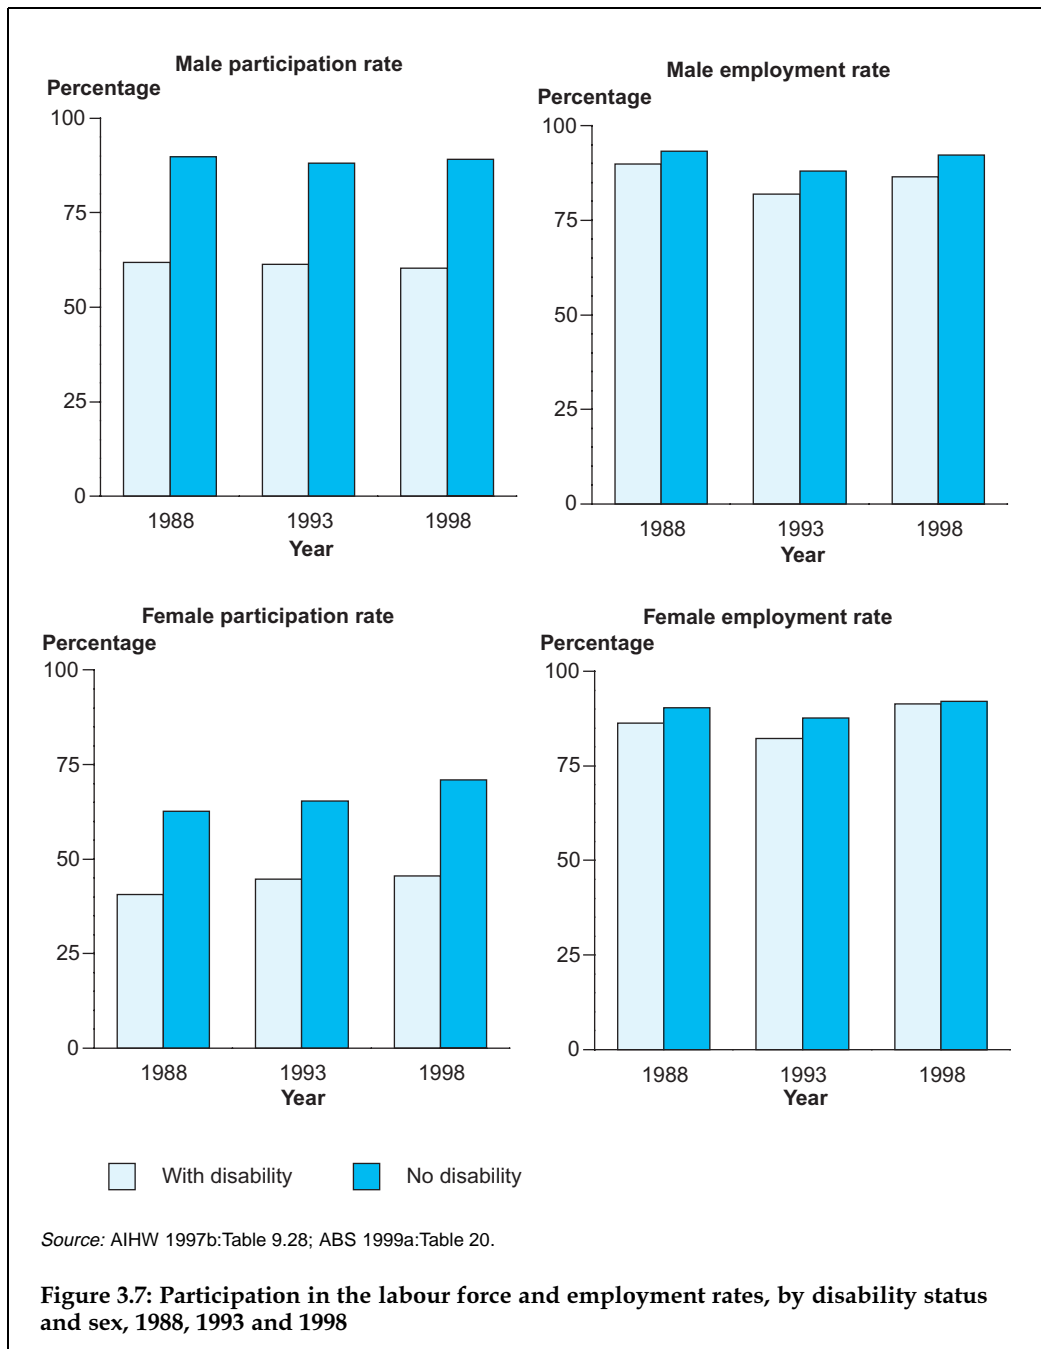 Male participation rate
Percentage
100
75
50
25
0
1988 1993 1998
Year
Male employment rate
Percentage
100
75
50
25
0
1988 1993 1998
Year
Female participation rate
Percentage
100
75
50
25
0
1988 1993 1998
Year
Female employment rate
Percentage
100
75
50
25
0
1988 1993 1998
Year
With disability No disability
Source: AIHW 1997b:Table 9.28; ABS 1999a:Table 20.
Figure 3.7: Participation in the labour force and employment rates, by disability status
and sex, 1988, 1993 and 1998